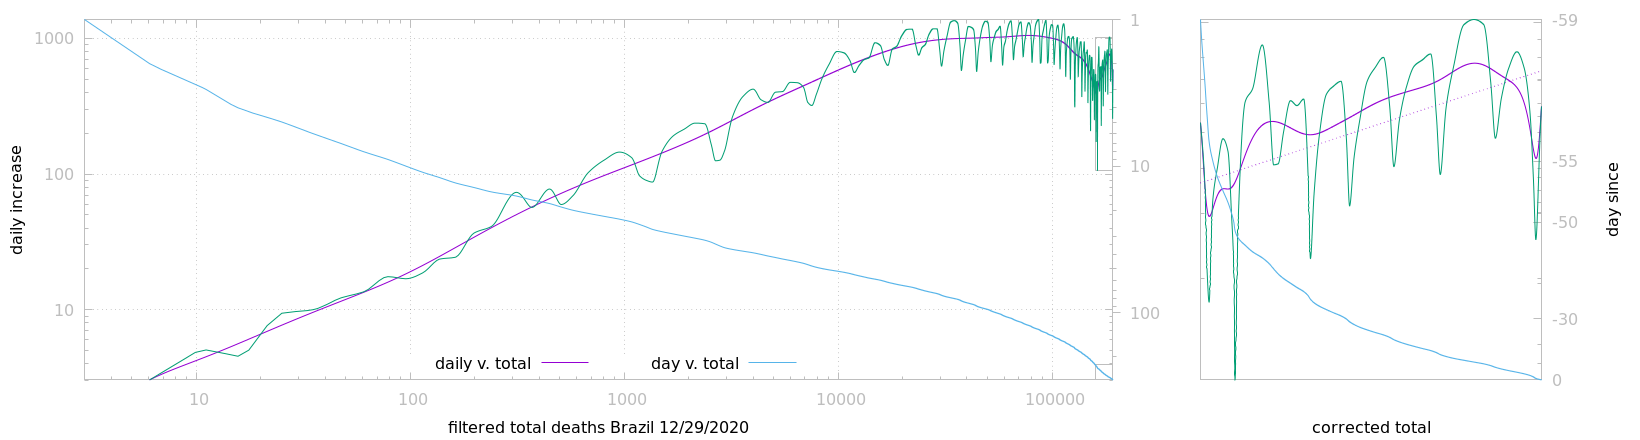 1000
100
10
daily increase
1
10
100
daily v. total
day v. total
10
100
1000
10000
100000
filtered total deaths Brazil 12/29/2020
-59
-55
-50
-30
0
day since
corrected total